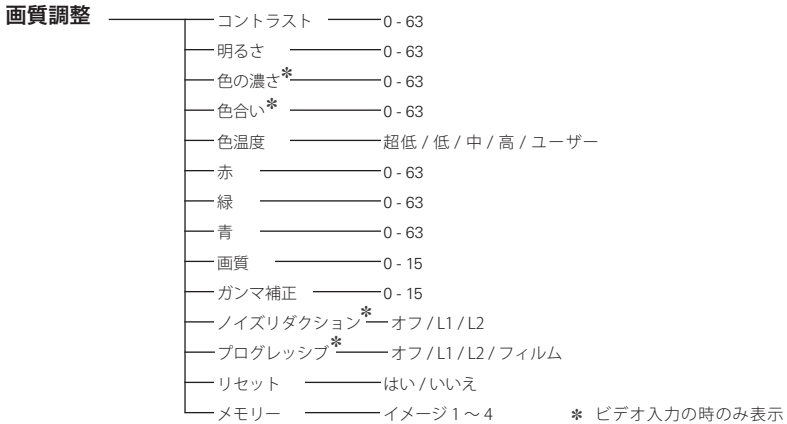 画質調整 コントラスト 0 - 63
明るさ 0 - 63
色の濃さ* 0 - 63
色合い* 0 - 63
色温度 超低 / 低 / 中 / 高 / ユーザー
赤 0 - 63
緑 0 - 63
青 0 - 63
画質 0 - 15
ガンマ補正 0 - 15
ノイズリダクション* オフ / L1 / L2
プログレッシブ* オフ / L1 / L2 / フィルム
リセット はい / いいえ
メモリー イメージ 1 ～ 4 * ビデオ入力の時のみ表示